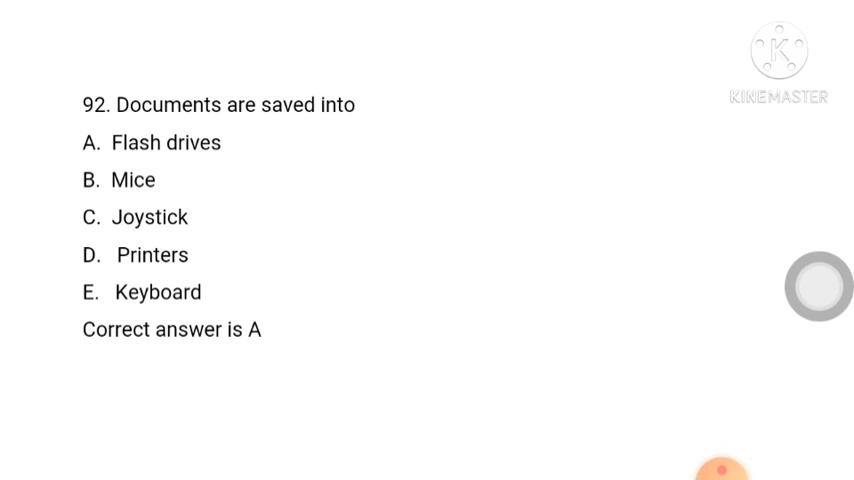 KINEMASTER
92. Documents are saved into
A. Flash drives
B. Mice
C. Joystick
D. Printers
E. Keyboard
Correct answer is A